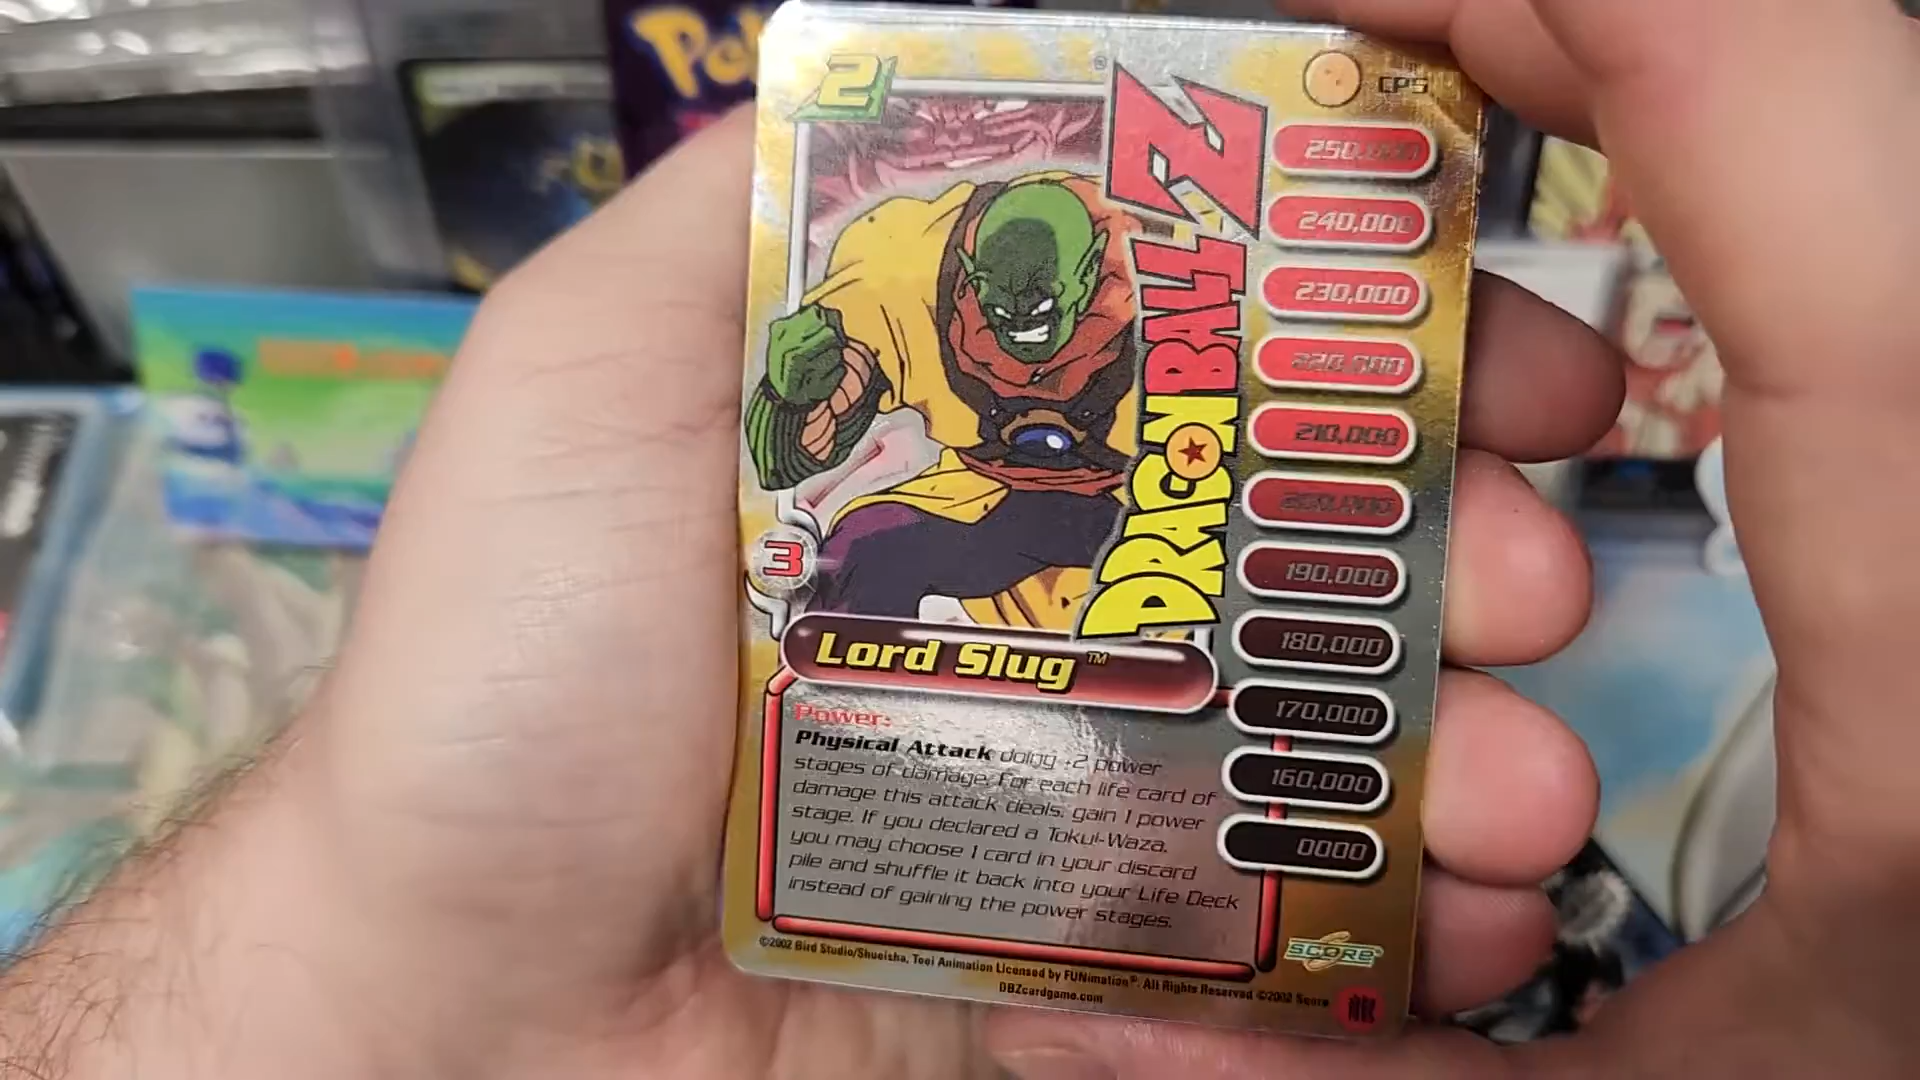 2
CP5
DRAGON BALL Z
250,000
240,000
230,000
220,000
210,000
200,000
190,000
180,000
170,000
160,000
0000
3
Lord Slug™
Power:
Physical Attack doing +2 power
stages of damage. For each life card of
damage this attack deals, gain 1 power
stage. If you declared a Tokui-Waza,
you may choose 1 card in your discard
pile and shuffle it back into your Life Deck
instead of gaining the power stages.
SCORE
©2002 Bird Studio/Shueisha, Toei Animation Licensed by FUNimation®. All Rights Reserved ©2002 Score
DBZcardgame.com